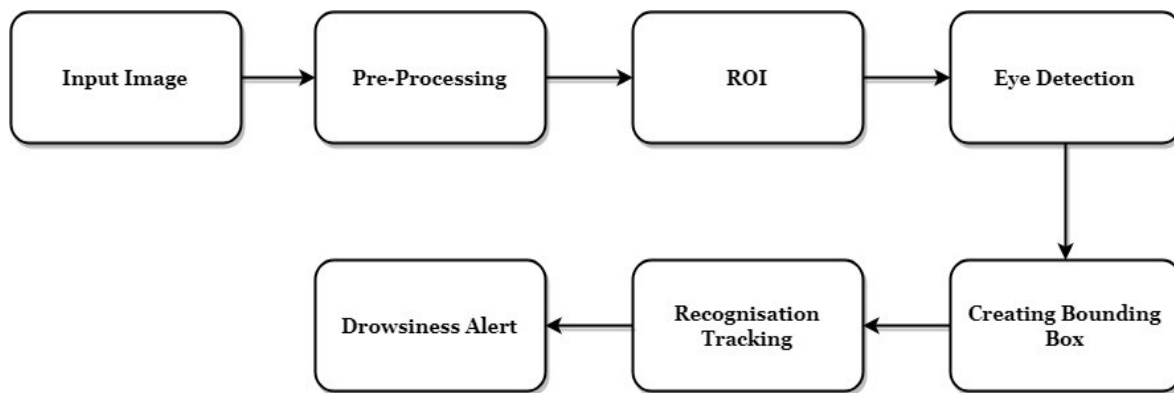 Input Image
Pre-Processing
ROI
Eye Detection
Creating Bounding
Box
Recognisation
Tracking
Drowsiness Alert